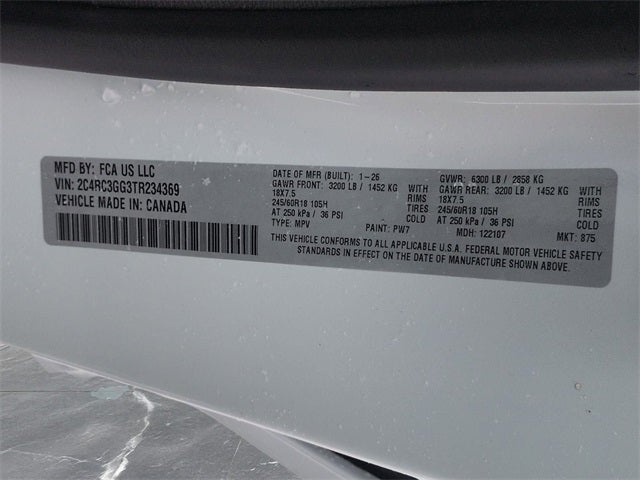 MFD BY: FCA US LLC
VIN: 2C4RC3GG3TR234369
VEHICLE MADE IN: CANADA
DATE OF MFR (BUILT): 1-26
GAWR FRONT: 3200 LB / 1452 KG WITH
18X7.5 RIMS
245/60R18 105H TIRES
AT 250 kPa / 36 PSI COLD
TYPE: MPV PAINT: PW7
GVWR: 6300 LB / 2858 KG
GAWR REAR: 3200 LB / 1452 KG WITH
18X7.5 RIMS
245/60R18 105H TIRES
AT 250 kPa / 36 PSI COLD
MDH: 122107 MKT: 875
THIS VEHICLE CONFORMS TO ALL APPLICABLE U.S.A. FEDERAL MOTOR VEHICLE SAFETY
STANDARDS IN EFFECT ON THE DATE OF MANUFACTURE SHOWN ABOVE.